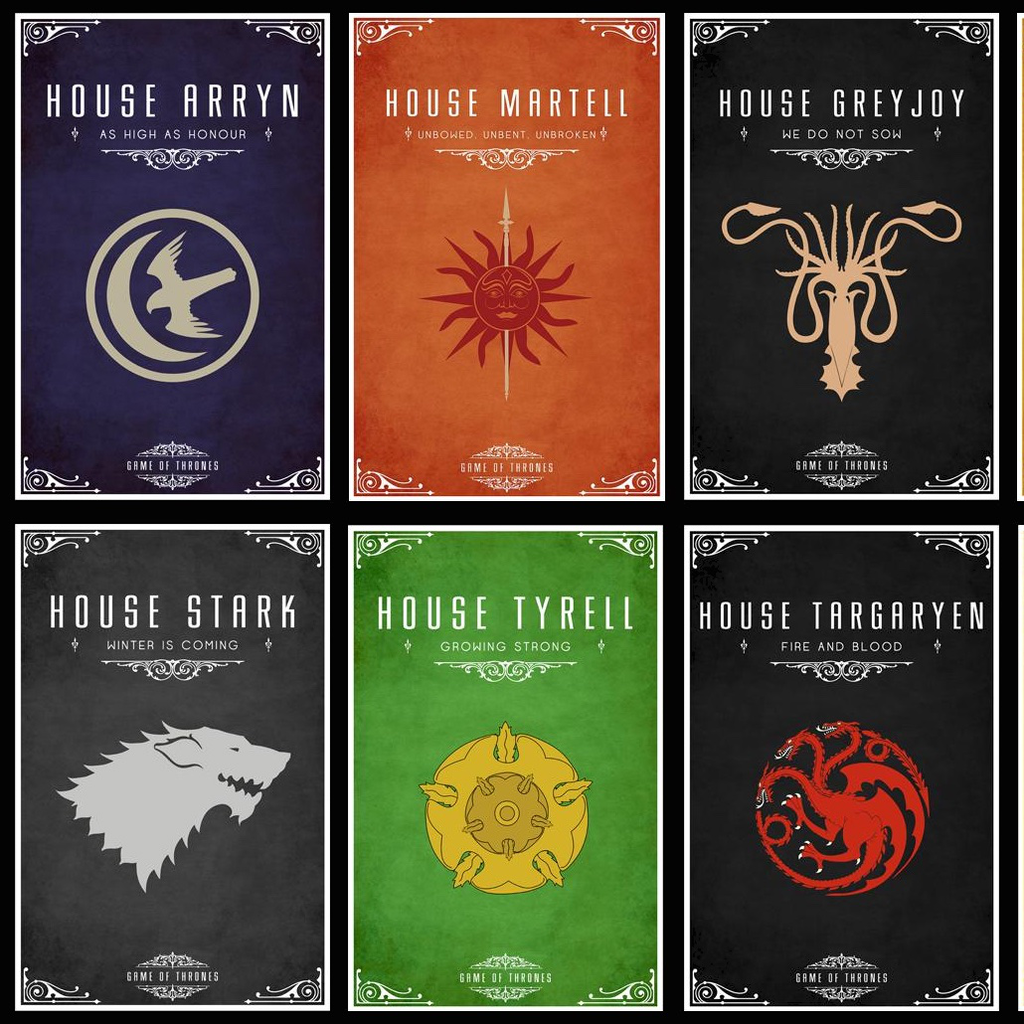 HOUSE ARRYN
AS HIGH AS HONOUR
GAME OF THRONES
HOUSE MARTELL
UNBOWED, UNBENT, UNBROKEN
GAME OF THRONES
HOUSE GREYJOY
WE DO NOT SOW
GAME OF THRONES
HOUSE STARK
WINTER IS COMING
GAME OF THRONES
HOUSE TYRELL
GROWING STRONG
GAME OF THRONES
HOUSE TARGARYEN
FIRE AND BLOOD
GAME OF THRONES